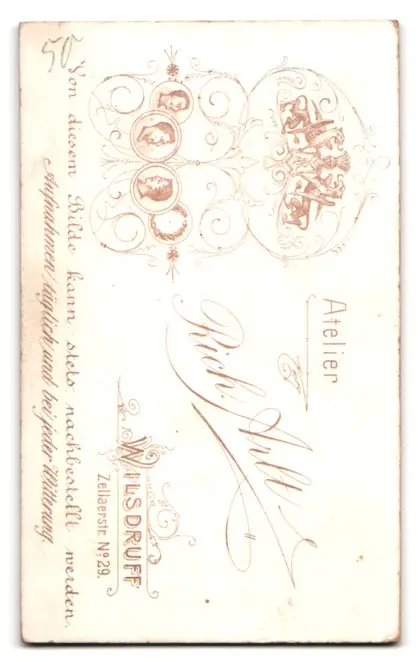 Atelier
Rich. Arlt
WILSDRUFF
Zellaerstr. No 29.
Von diesem Bilde kann stets nachbestellt werden.
Aufnahmen täglich und bei jeder Witterung
50